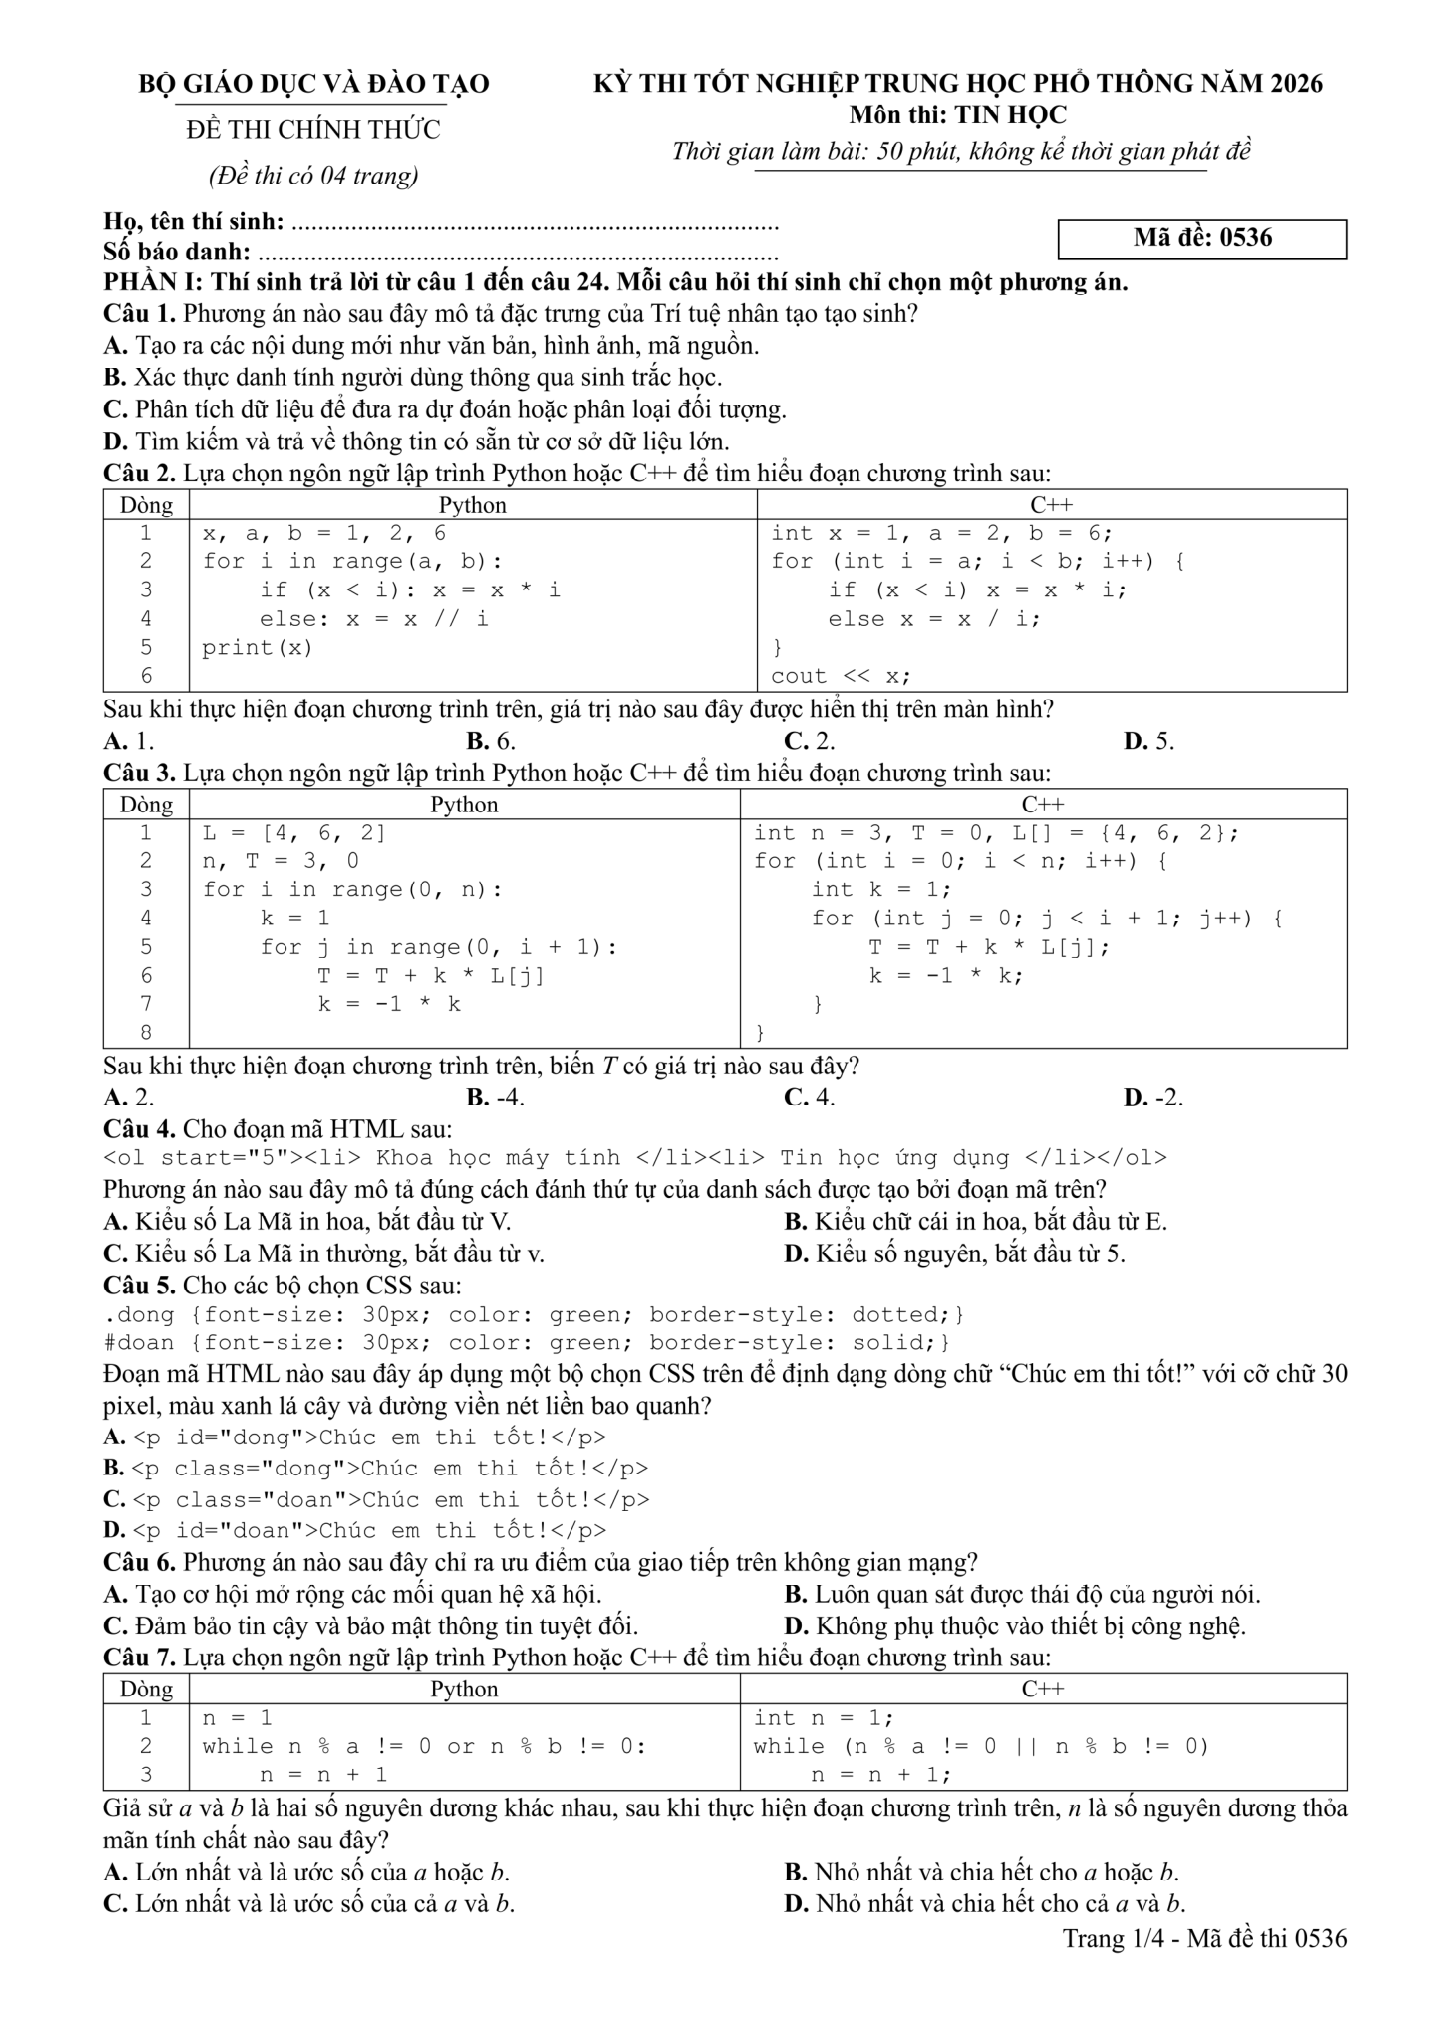 BỘ GIÁO DỤC VÀ ĐÀO TẠO
ĐỀ THI CHÍNH THỨC
(Đề thi có 04 trang)
KỲ THI TỐT NGHIỆP TRUNG HỌC PHỔ THÔNG NĂM 2026
Môn thi: TIN HỌC
Thời gian làm bài: 50 phút, không kể thời gian phát đề
Họ, tên thí sinh: ..........................................................................
Số báo danh: ...............................................................................
Mã đề: 0536
PHẦN I: Thí sinh trả lời từ câu 1 đến câu 24. Mỗi câu hỏi thí sinh chỉ chọn một phương án.
Câu 1. Phương án nào sau đây mô tả đặc trưng của Trí tuệ nhân tạo tạo sinh?
A. Tạo ra các nội dung mới như văn bản, hình ảnh, mã nguồn.
B. Xác thực danh tính người dùng thông qua sinh trắc học.
C. Phân tích dữ liệu để đưa ra dự đoán hoặc phân loại đối tượng.
D. Tìm kiếm và trả về thông tin có sẵn từ cơ sở dữ liệu lớn.
Câu 2. Lựa chọn ngôn ngữ lập trình Python hoặc C++ để tìm hiểu đoạn chương trình sau:
Dòng Python C++
1 x, a, b = 1, 2, 6 int x = 1, a = 2, b = 6;
2 for i in range(a, b): for (int i = a; i < b; i++) {
3 if (x < i): x = x * i if (x < i) x = x * i;
4 else: x = x // i else x = x / i;
5 print(x) }
6 cout << x;
Sau khi thực hiện đoạn chương trình trên, giá trị nào sau đây được hiển thị trên màn hình?
A. 1. B. 6. C. 2. D. 5.
Câu 3. Lựa chọn ngôn ngữ lập trình Python hoặc C++ để tìm hiểu đoạn chương trình sau:
Dòng Python C++
1 L = [4, 6, 2] int n = 3, T = 0, L[] = {4, 6, 2};
2 n, T = 3, 0 for (int i = 0; i < n; i++) {
3 for i in range(0, n): int k = 1;
4 k = 1 for (int j = 0; j < i + 1; j++) {
5 for j in range(0, i + 1): T = T + k * L[j];
6 T = T + k * L[j] k = -1 * k;
7 k = -1 * k }
8 }
Sau khi thực hiện đoạn chương trình trên, biến T có giá trị nào sau đây?
A. 2. B. -4. C. 4. D. -2.
Câu 4. Cho đoạn mã HTML sau:
<ol start="5"><li> Khoa học máy tính </li><li> Tin học ứng dụng </li></ol>
Phương án nào sau đây mô tả đúng cách đánh thứ tự của danh sách được tạo bởi đoạn mã trên?
A. Kiểu số La Mã in hoa, bắt đầu từ V. B. Kiểu chữ cái in hoa, bắt đầu từ E.
C. Kiểu số La Mã in thường, bắt đầu từ v. D. Kiểu số nguyên, bắt đầu từ 5.
Câu 5. Cho các bộ chọn CSS sau:
.dong {font-size: 30px; color: green; border-style: dotted;}
#doan {font-size: 30px; color: green; border-style: solid;}
Đoạn mã HTML nào sau đây áp dụng một bộ chọn CSS trên để định dạng dòng chữ “Chúc em thi tốt!” với cỡ chữ 30
pixel, màu xanh lá cây và đường viền nét liền bao quanh?
A. <p id="dong">Chúc em thi tốt!</p>
B. <p class="dong">Chúc em thi tốt!</p>
C. <p class="doan">Chúc em thi tốt!</p>
D. <p id="doan">Chúc em thi tốt!</p>
Câu 6. Phương án nào sau đây chỉ ra ưu điểm của giao tiếp trên không gian mạng?
A. Tạo cơ hội mở rộng các mối quan hệ xã hội. B. Luôn quan sát được thái độ của người nói.
C. Đảm bảo tin cậy và bảo mật thông tin tuyệt đối. D. Không phụ thuộc vào thiết bị công nghệ.
Câu 7. Lựa chọn ngôn ngữ lập trình Python hoặc C++ để tìm hiểu đoạn chương trình sau:
Dòng Python C++
1 n = 1 int n = 1;
2 while n % a != 0 or n % b != 0: while (n % a != 0 || n % b != 0)
3 n = n + 1 n = n + 1;
Giả sử a và b là hai số nguyên dương khác nhau, sau khi thực hiện đoạn chương trình trên, n là số nguyên dương thỏa
mãn tính chất nào sau đây?
A. Lớn nhất và là ước số của a hoặc b. B. Nhỏ nhất và chia hết cho a hoặc b.
C. Lớn nhất và là ước số của cả a và b. D. Nhỏ nhất và chia hết cho cả a và b.
Trang 1/4 - Mã đề thi 0536